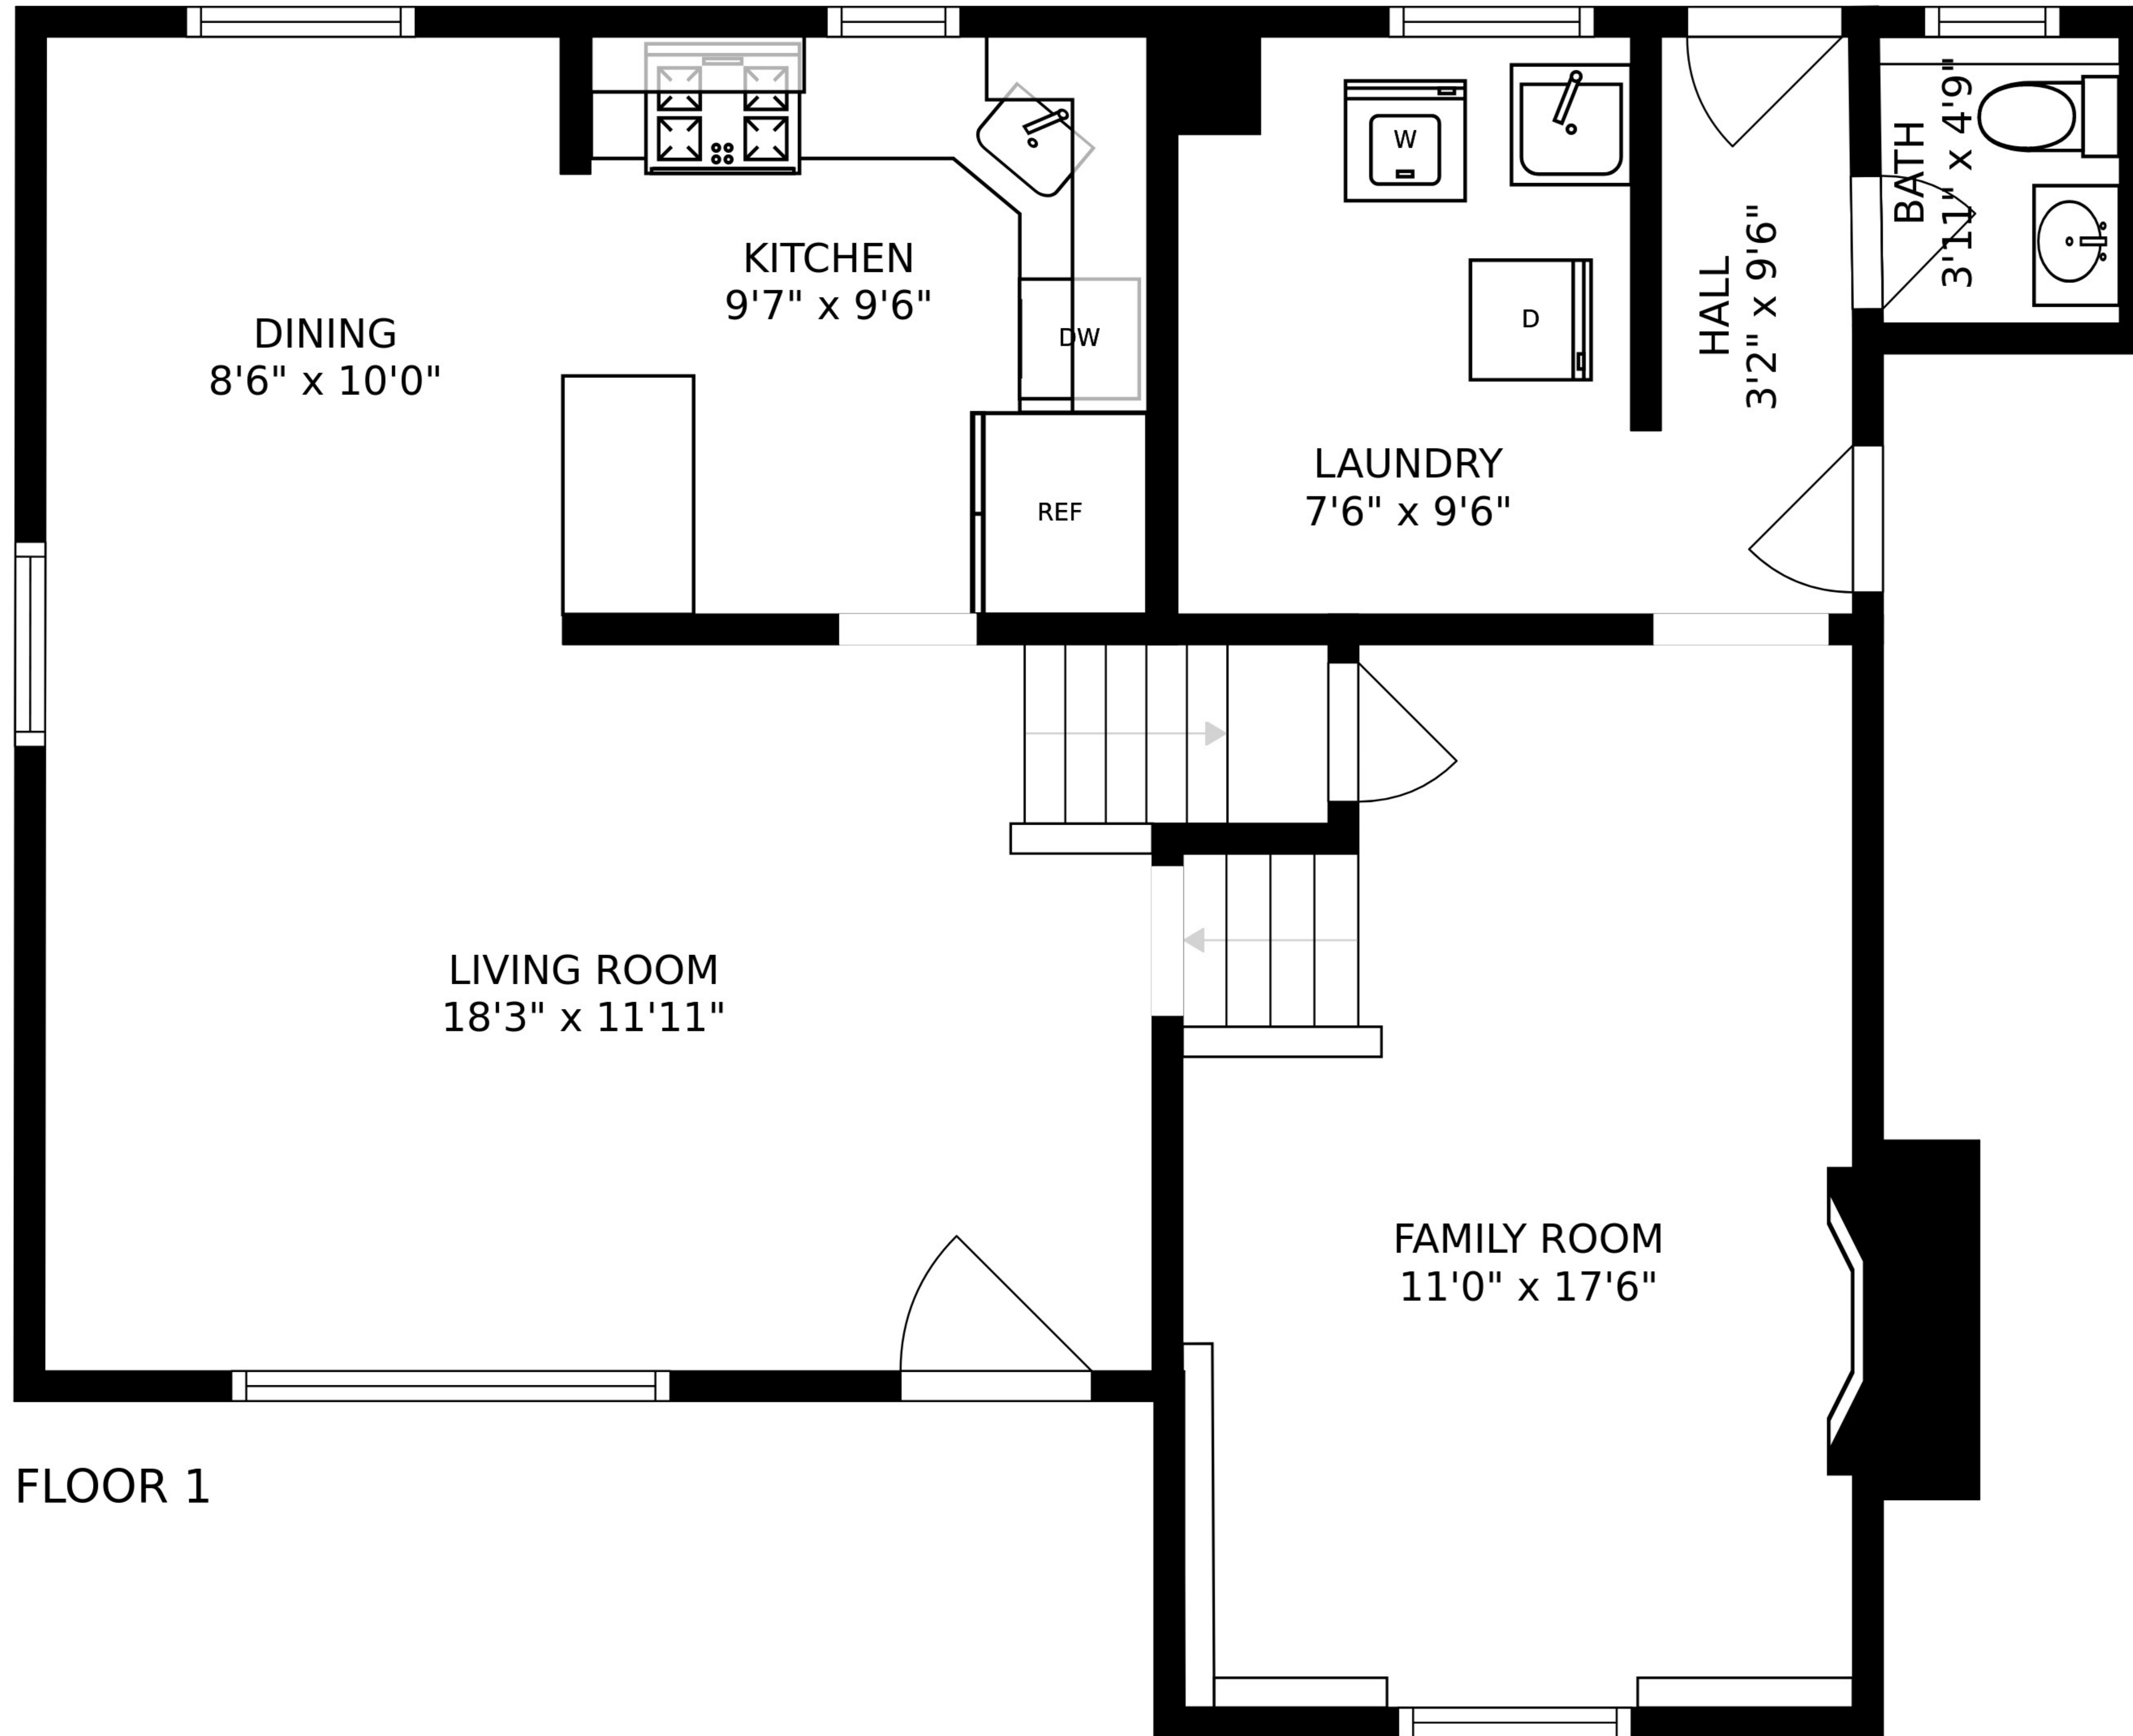 KITCHEN
9'7" x 9'6"
DINING
8'6" x 10'0"
DW
REF
W
D
LAUNDRY
7'6" x 9'6"
HALL
3'2" x 9'6"
BATH
3'11" x 4'9"
LIVING ROOM
18'3" x 11'11"
FAMILY ROOM
11'0" x 17'6"
FLOOR 1